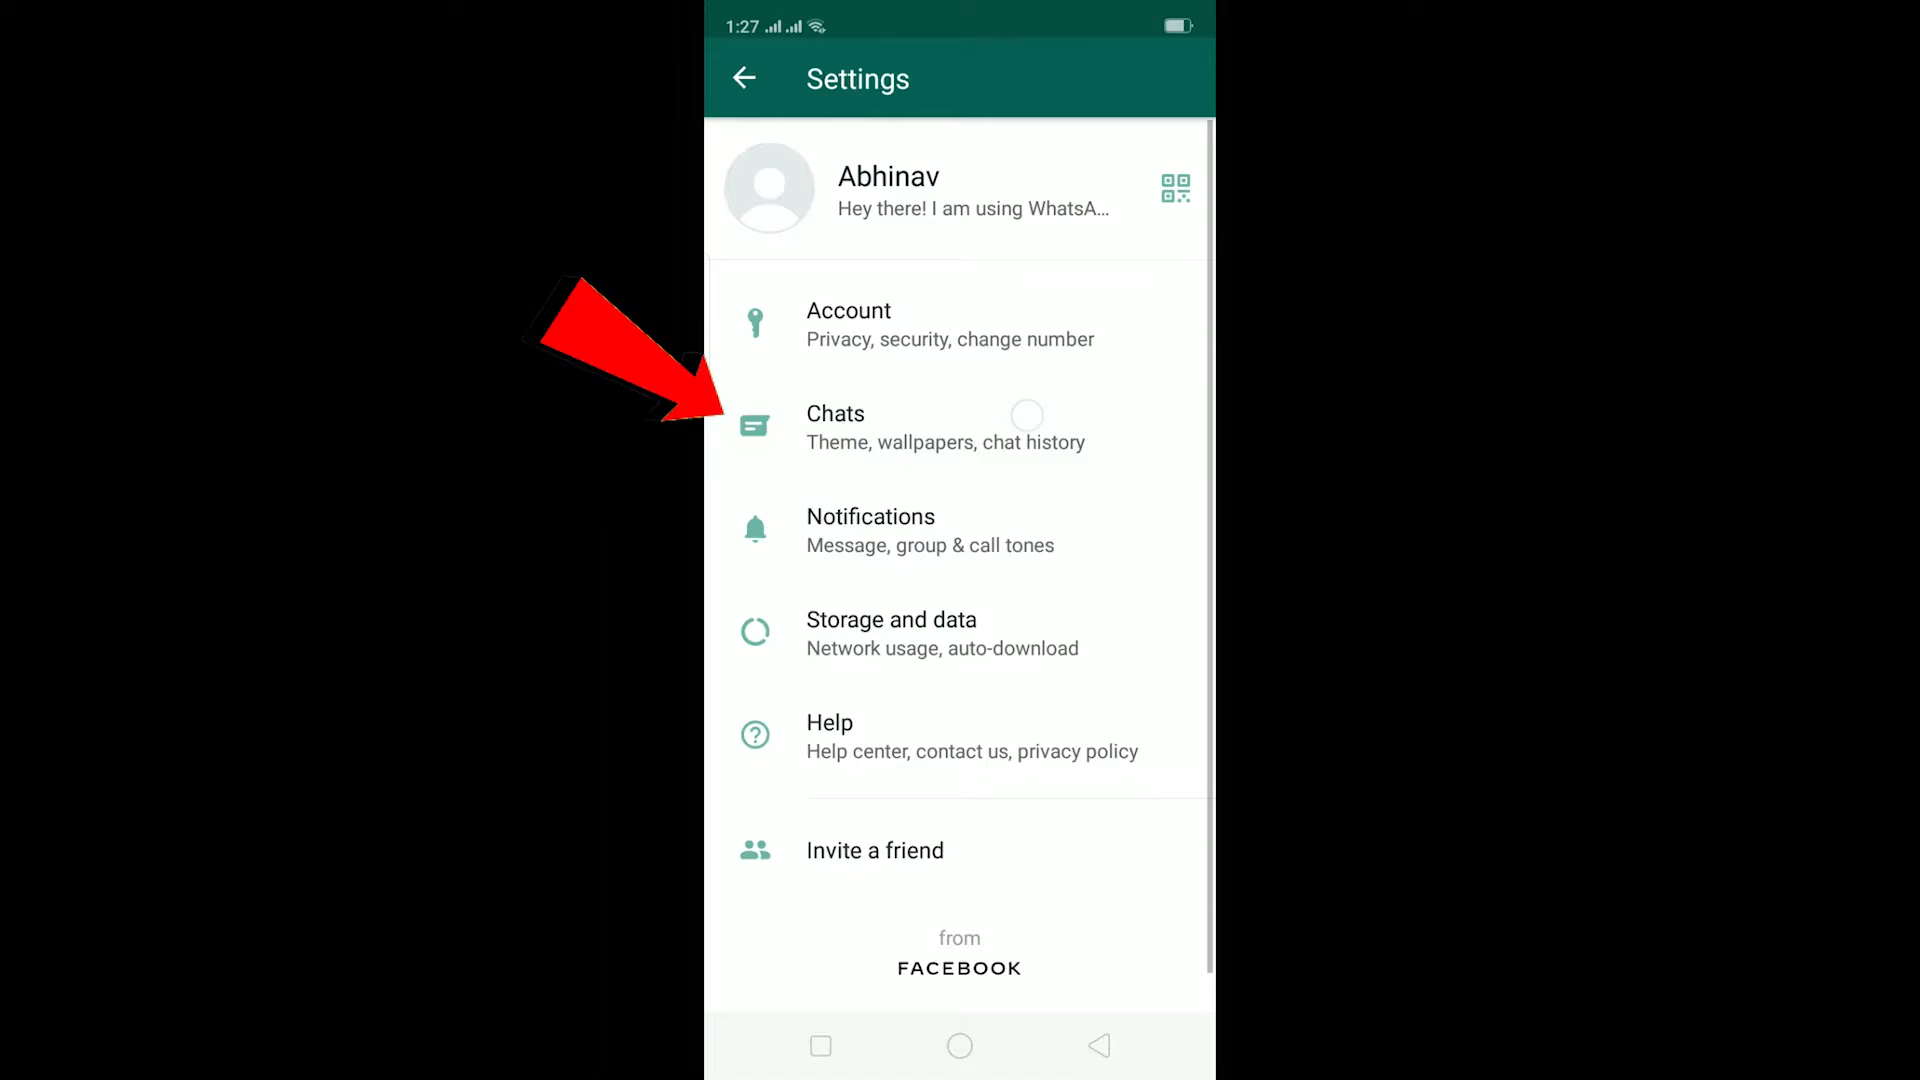 1:27
Settings
Abhinav
Hey there! I am using WhatsA...
Account
Privacy, security, change number
Chats
Theme, wallpapers, chat history
Notifications
Message, group & call tones
Storage and data
Network usage, auto-download
Help
Help center, contact us, privacy policy
Invite a friend
from
FACEBOOK